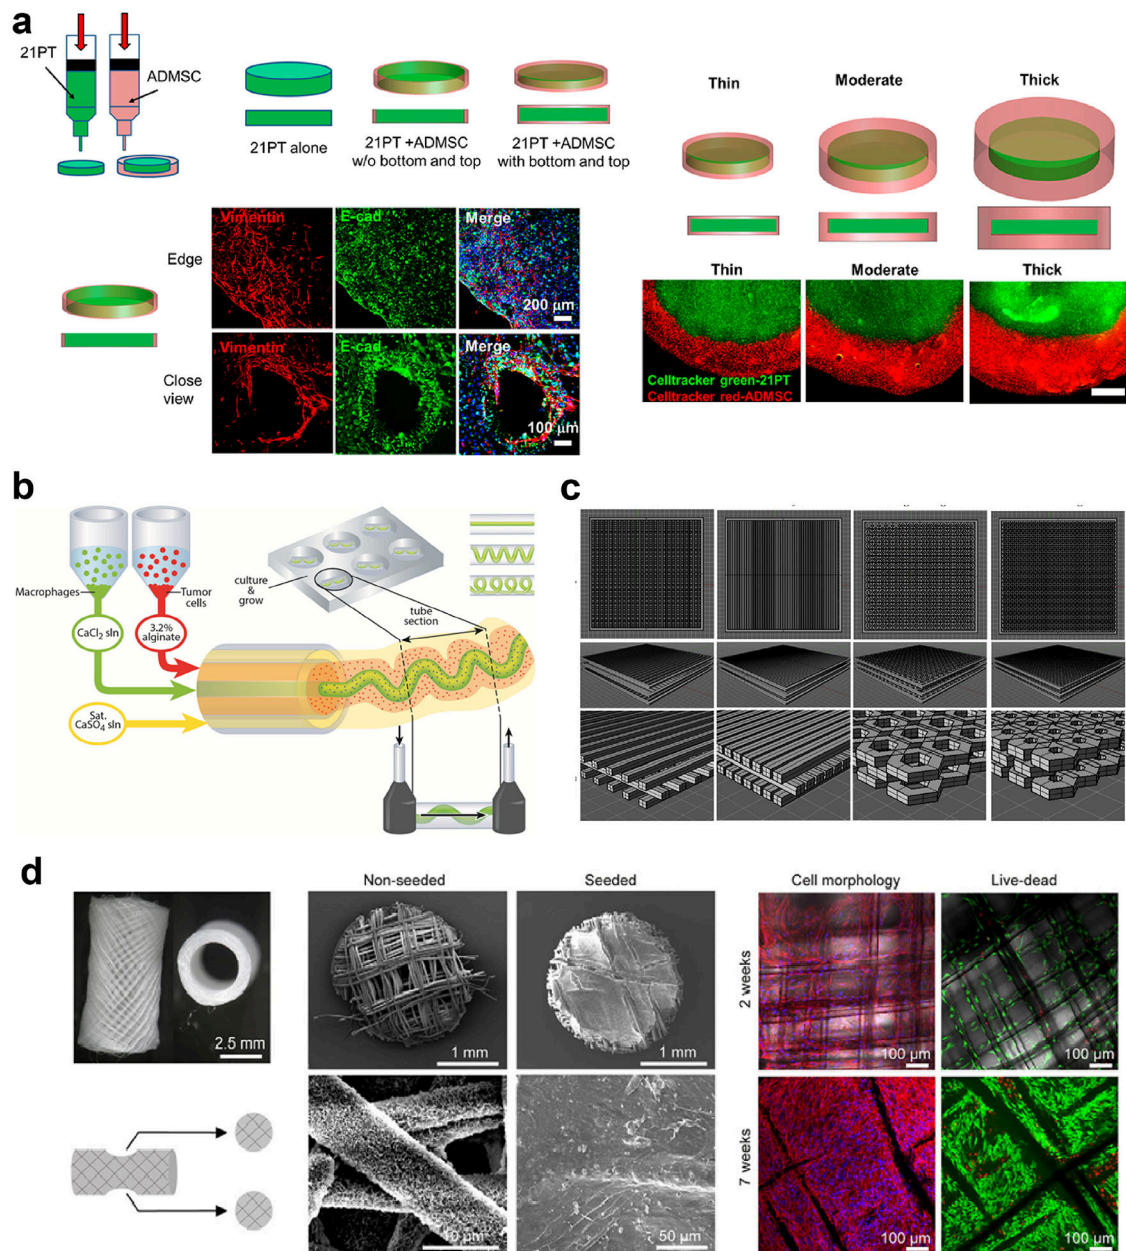 a
21PT
ADMSC
21PT alone
21PT +ADMSC
w/o bottom and top
21PT +ADMSC
with bottom and top
Thin
Moderate
Thick
Edge
Vimentin
E-cad
Merge
200 µm
Close
view
Vimentin
E-cad
Merge
100 µm
Thin
Moderate
Thick
Celltracker green-21PT
Celltracker red-ADMSC
b
Macrophages
Tumor
cells
CaCl₂ sln
3.2%
alginate
Sat.
CaSO₄ sln
culture
&
grow
tube
section
c
d
2.5 mm
Non-seeded
Seeded
1 mm
1 mm
10 µm
50 µm
Cell morphology
Live-dead
2 weeks
100 µm
100 µm
7 weeks
100 µm
100 µm